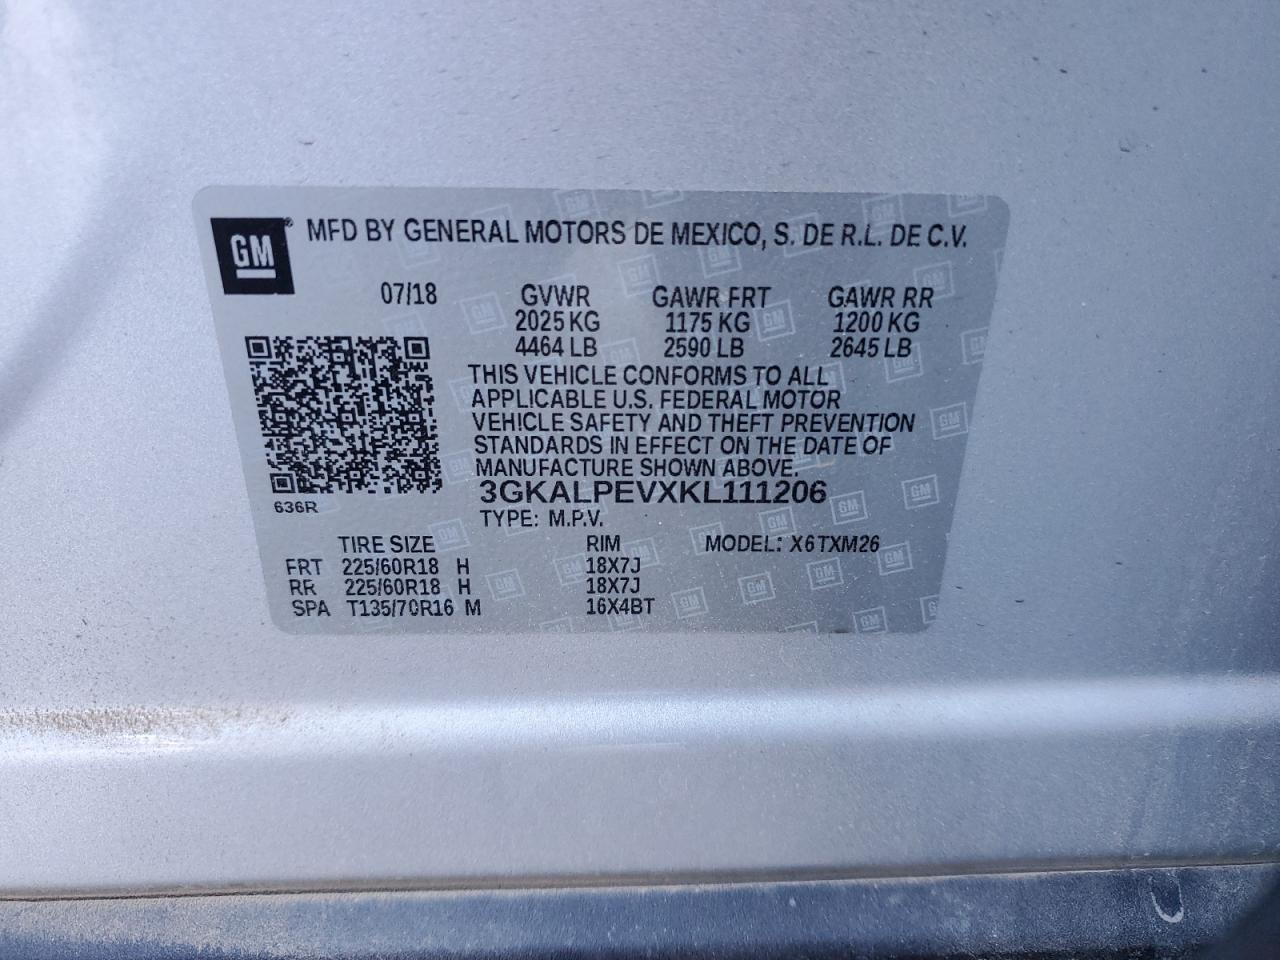 GM® MFD BY GENERAL MOTORS DE MEXICO, S. DE R.L. DE C.V.
07/18 GVWR GAWR FRT GAWR RR
2025 KG 1175 KG 1200 KG
4464 LB 2590 LB 2645 LB
THIS VEHICLE CONFORMS TO ALL
APPLICABLE U.S. FEDERAL MOTOR
VEHICLE SAFETY AND THEFT PREVENTION
STANDARDS IN EFFECT ON THE DATE OF
MANUFACTURE SHOWN ABOVE.
3GKALPEVXKL111206
636R
TYPE: M.P.V.
TIRE SIZE RIM MODEL: X6TXM26
FRT 225/60R18 H 18X7J
RR 225/60R18 H 18X7J
SPA T135/70R16 M 16X4BT